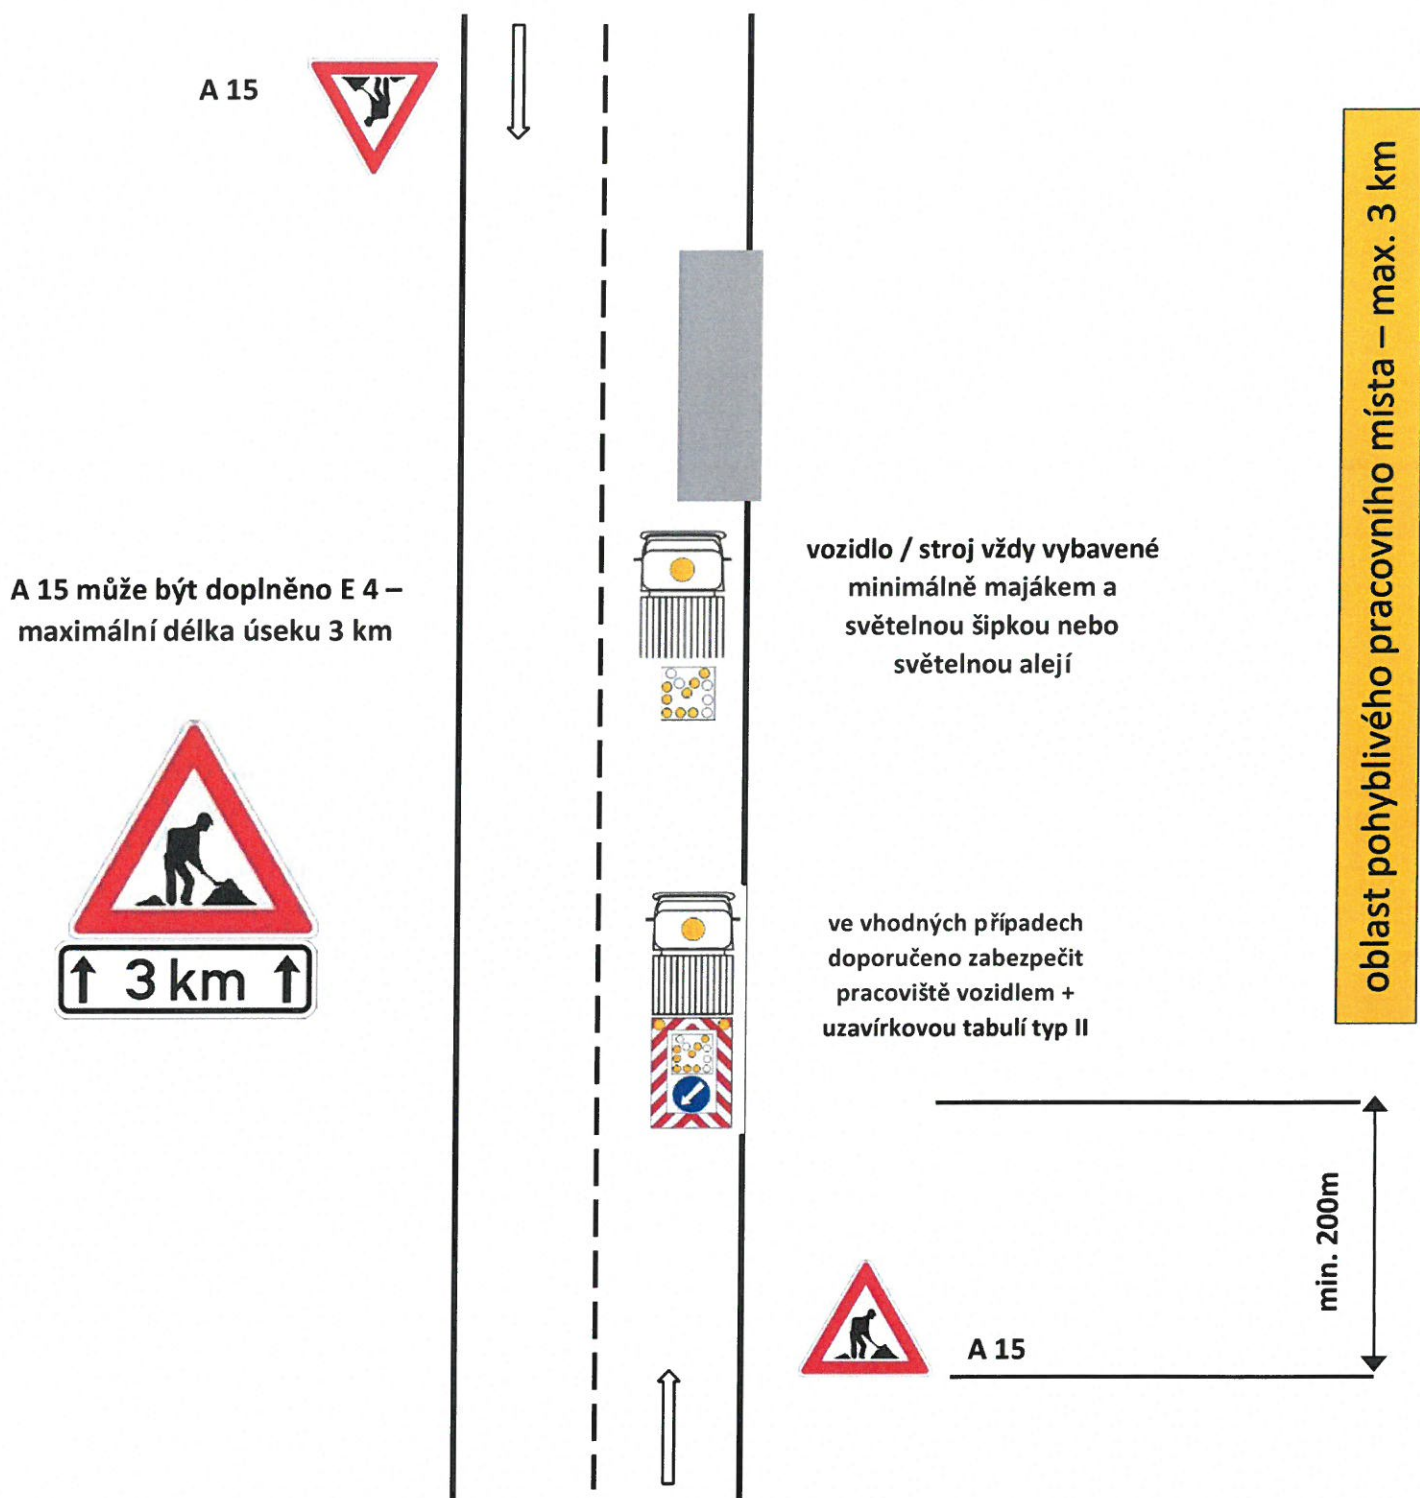 A 15
oblast pohyblivého pracovního místa – max. 3 km
vozidlo / stroj vždy vybavené
minimálně majákem a
světelnou šipkou nebo
světelnou alejí
A 15 může být doplněno E 4 –
maximální délka úseku 3 km
3 km
ve vhodných případech
doporučeno zabezpečit
pracoviště vozidlem +
uzavírkovou tabulí typ II
min. 200m
A 15